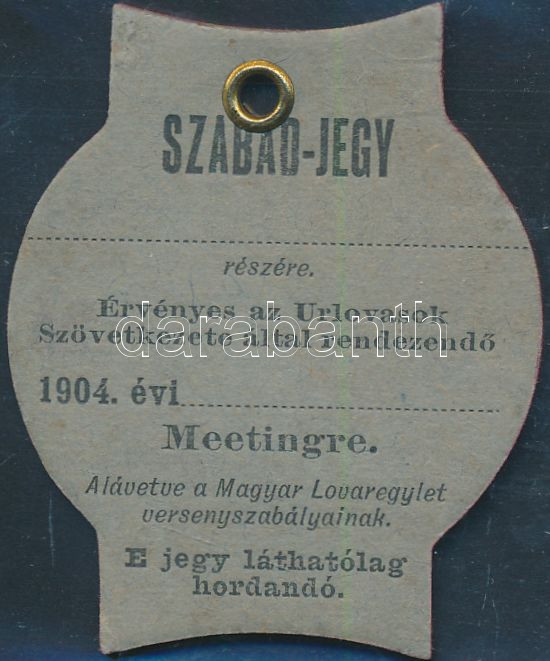 SZABAD-JEGY
részére.
Érvényes az Urlovasok
Szövetkezete által rendezendő
darabanth
1904. évi
Meetingre.
Alávetve a Magyar Lovaregylet
versenyszabályainak.
E jegy láthatólag
hordandó.